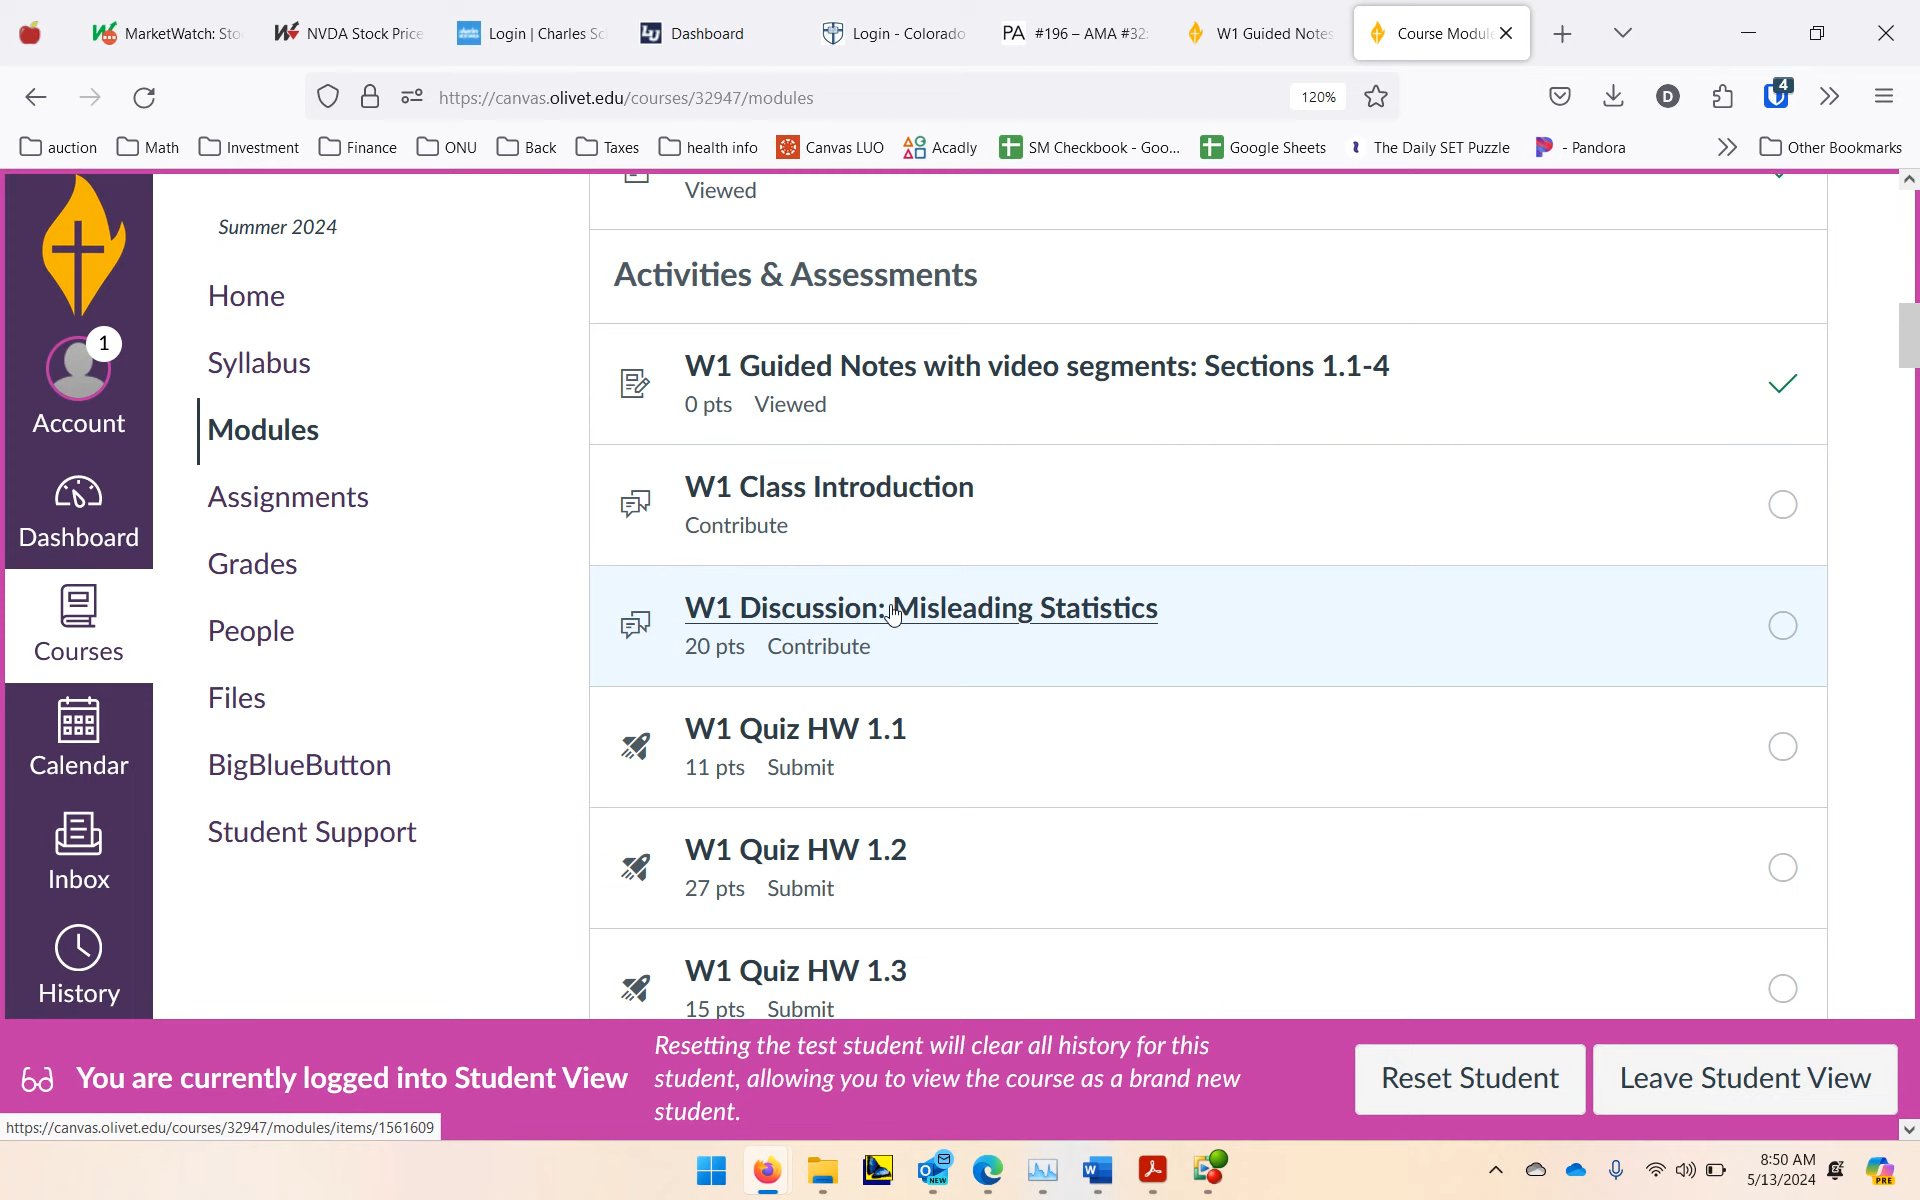 MarketWatch: Sto
NVDA Stock Price
Login | Charles Sc
Dashboard
Login - Colorado
PA #196 – AMA #32:
W1 Guided Notes
Course Module
https://canvas.olivet.edu/courses/32947/modules
120%
D
4
auction
Math
Investment
Finance
ONU
Back
Taxes
health info
Canvas LUO
Acadly
SM Checkbook - Goo...
Google Sheets
The Daily SET Puzzle
- Pandora
Other Bookmarks
1
Account
Dashboard
Courses
Calendar
Inbox
History
Summer 2024
Home
Syllabus
Modules
Assignments
Grades
People
Files
BigBlueButton
Student Support
Viewed
Activities & Assessments
W1 Guided Notes with video segments: Sections 1.1-4
0 pts Viewed
W1 Class Introduction
Contribute
W1 Discussion: Misleading Statistics
20 pts Contribute
W1 Quiz HW 1.1
11 pts Submit
W1 Quiz HW 1.2
27 pts Submit
W1 Quiz HW 1.3
15 pts Submit
You are currently logged into Student View
Resetting the test student will clear all history for this
student, allowing you to view the course as a brand new
student.
Reset Student
Leave Student View
https://canvas.olivet.edu/courses/32947/modules/items/1561609
NEW
8:50 AM
5/13/2024
PRE